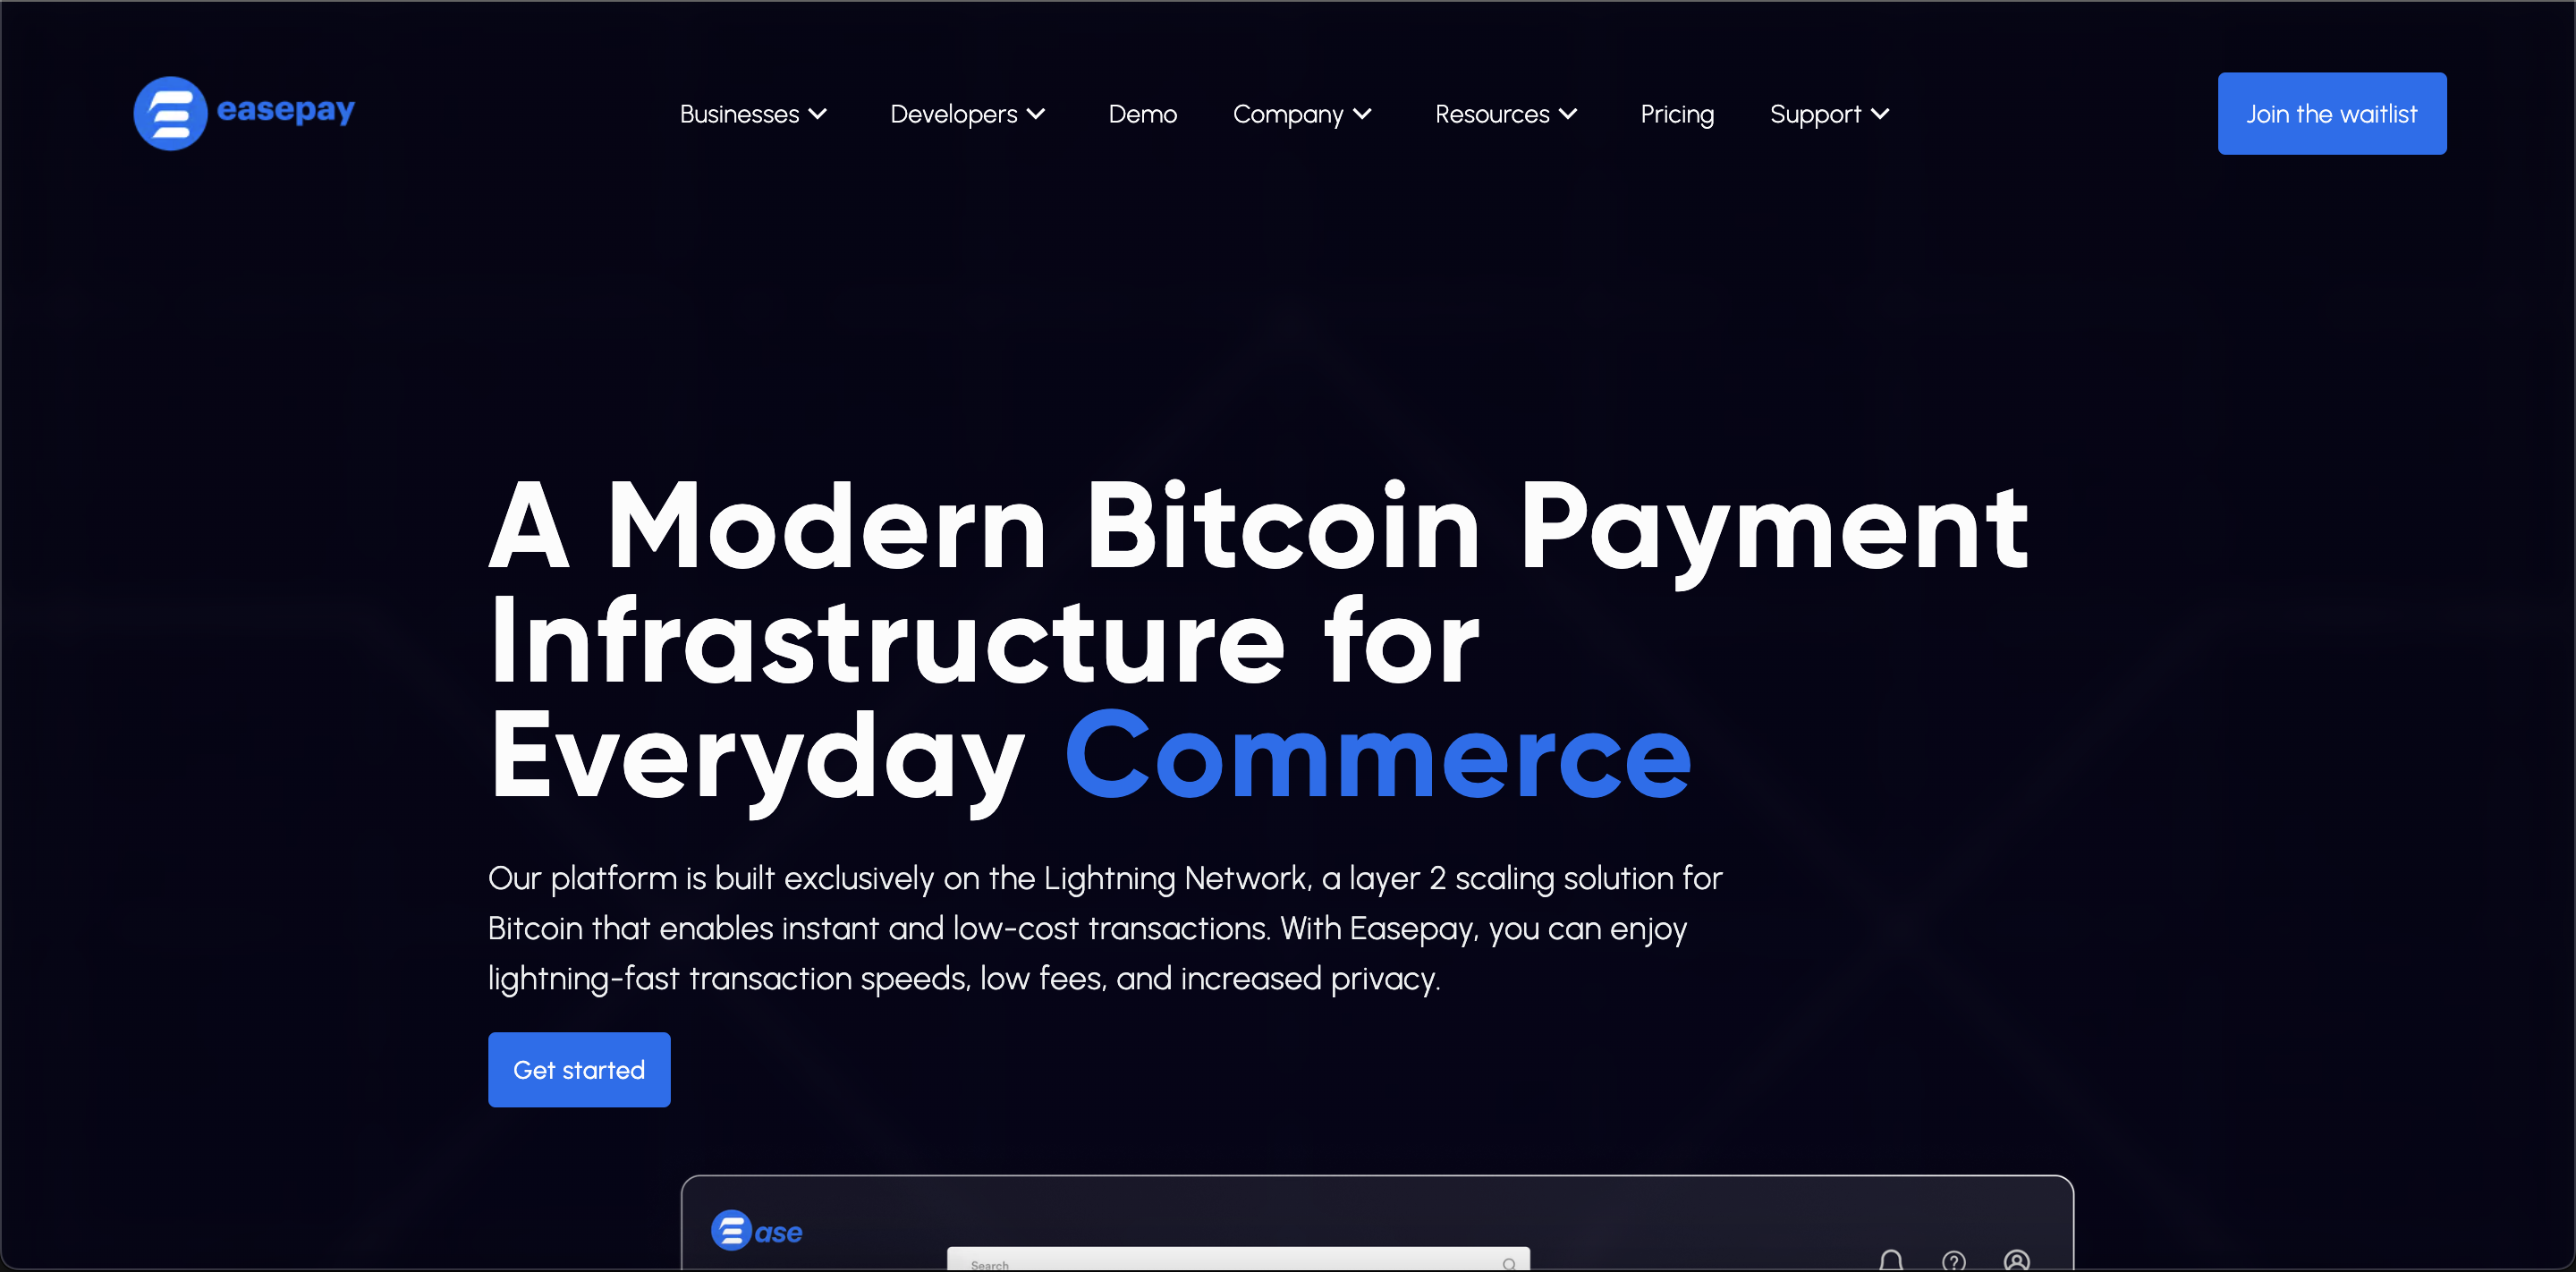 easepay
Businesses
Developers
Demo
Company
Resources
Pricing
Support
Join the waitlist
A Modern Bitcoin Payment
Infrastructure for
Everyday Commerce
Our platform is built exclusively on the Lightning Network, a layer 2 scaling solution for
Bitcoin that enables instant and low-cost transactions. With Easepay, you can enjoy
lightning-fast transaction speeds, low fees, and increased privacy.
Get started
ase
Search